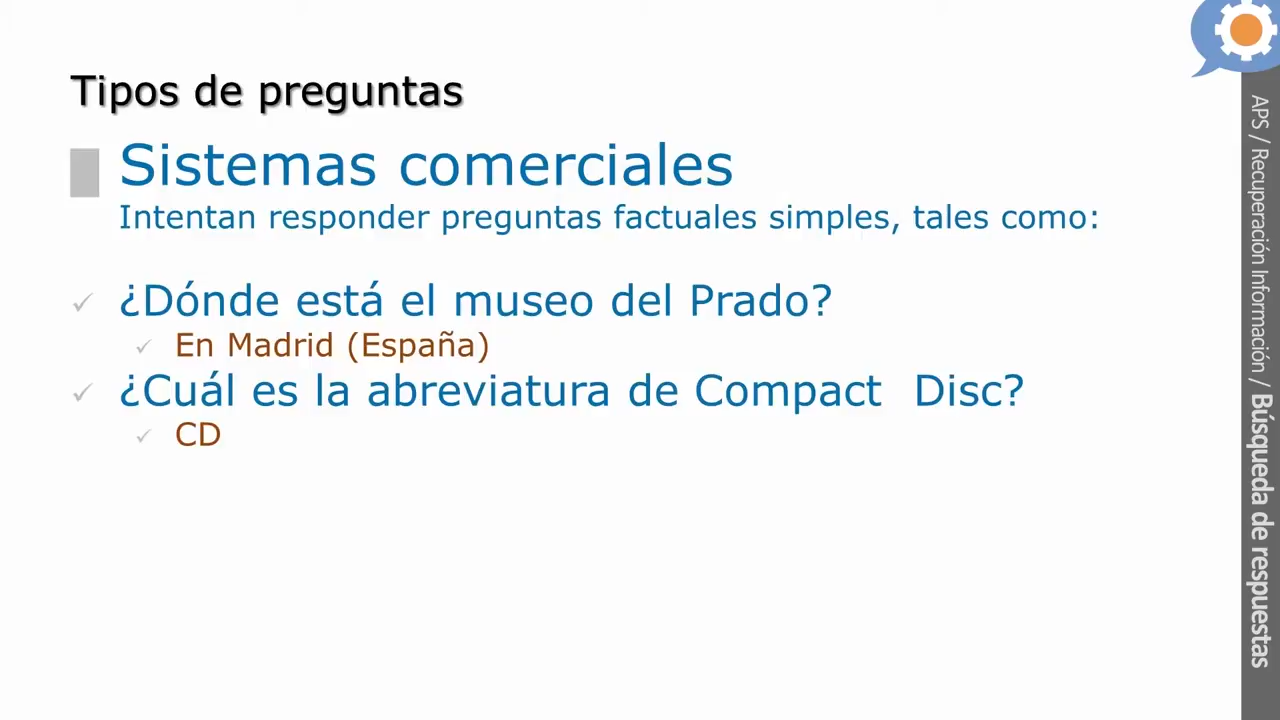 Tipos de preguntas
Sistemas comerciales
Intentan responder preguntas factuales simples, tales como:
¿Dónde está el museo del Prado?
En Madrid (España)
¿Cuál es la abreviatura de Compact  Disc?
CD
APS / Recuperación Información / Búsqueda de respuestas